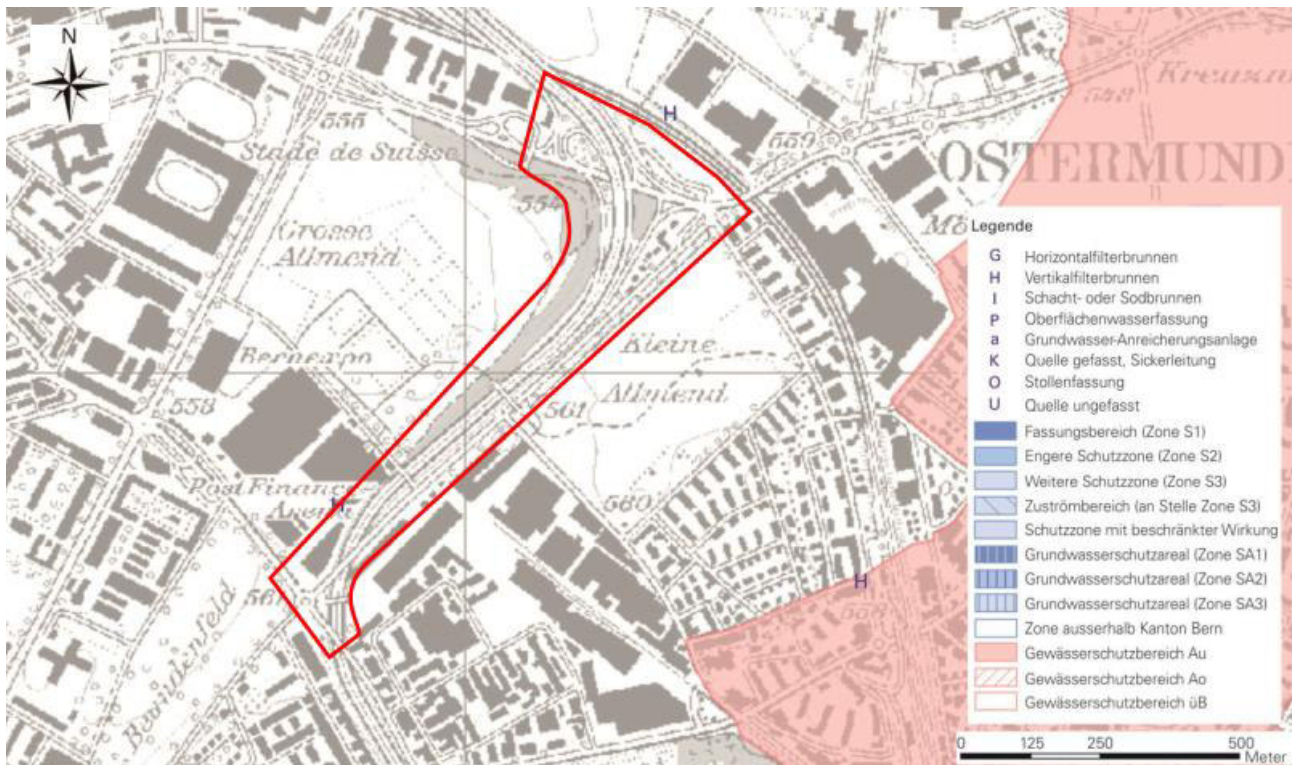 N
H
555
Stade de Suisse
554
Grosse
Allmend
Kreuzw
548
559
OSTERMUND
Legende
G Horizontalfilterbrunnen
H Vertikalfilterbrunnen
I Schacht- oder Sodbrunnen
P Oberflächenwasserfassung
a Grundwasser-Anreicherungsanlage
K Quelle gefasst, Sickerleitung
O Stollenfassung
U Quelle ungefasst
Fassungsbereich (Zone S1)
Engere Schutzzone (Zone S2)
Weitere Schutzzone (Zone S3)
Zuströmbereich (an Stelle Zone S3)
Schutzzone mit beschränkter Wirkung
Grundwasserschutzareal (Zone SA1)
Grundwasserschutzareal (Zone SA2)
Grundwasserschutzareal (Zone SA3)
Zone ausserhalb Kanton Bern
Gewässerschutzbereich Au
Gewässerschutzbereich Ao
Gewässerschutzbereich üB
Kleine
Allmend
Bernexpo
558
561
560
PostFinance-
Arena
H
H
0 125 250 500
Meter